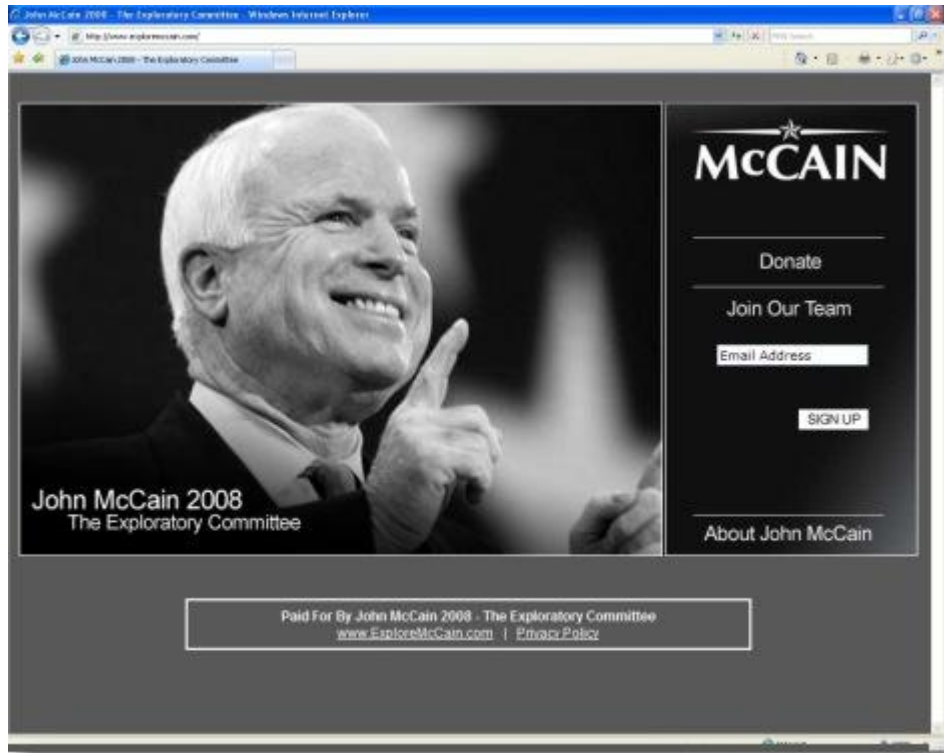 John McCain 2008 - The Exploratory Committee - Windows Internet Explorer
John McCain 2008 - The Exploratory Committee
McCAIN
Donate
Join Our Team
Email Address
SIGN UP
John McCain 2008
The Exploratory Committee
About John McCain
Paid For By John McCain 2008 - The Exploratory Committee
www.ExploreMcCain.com | Privacy Policy